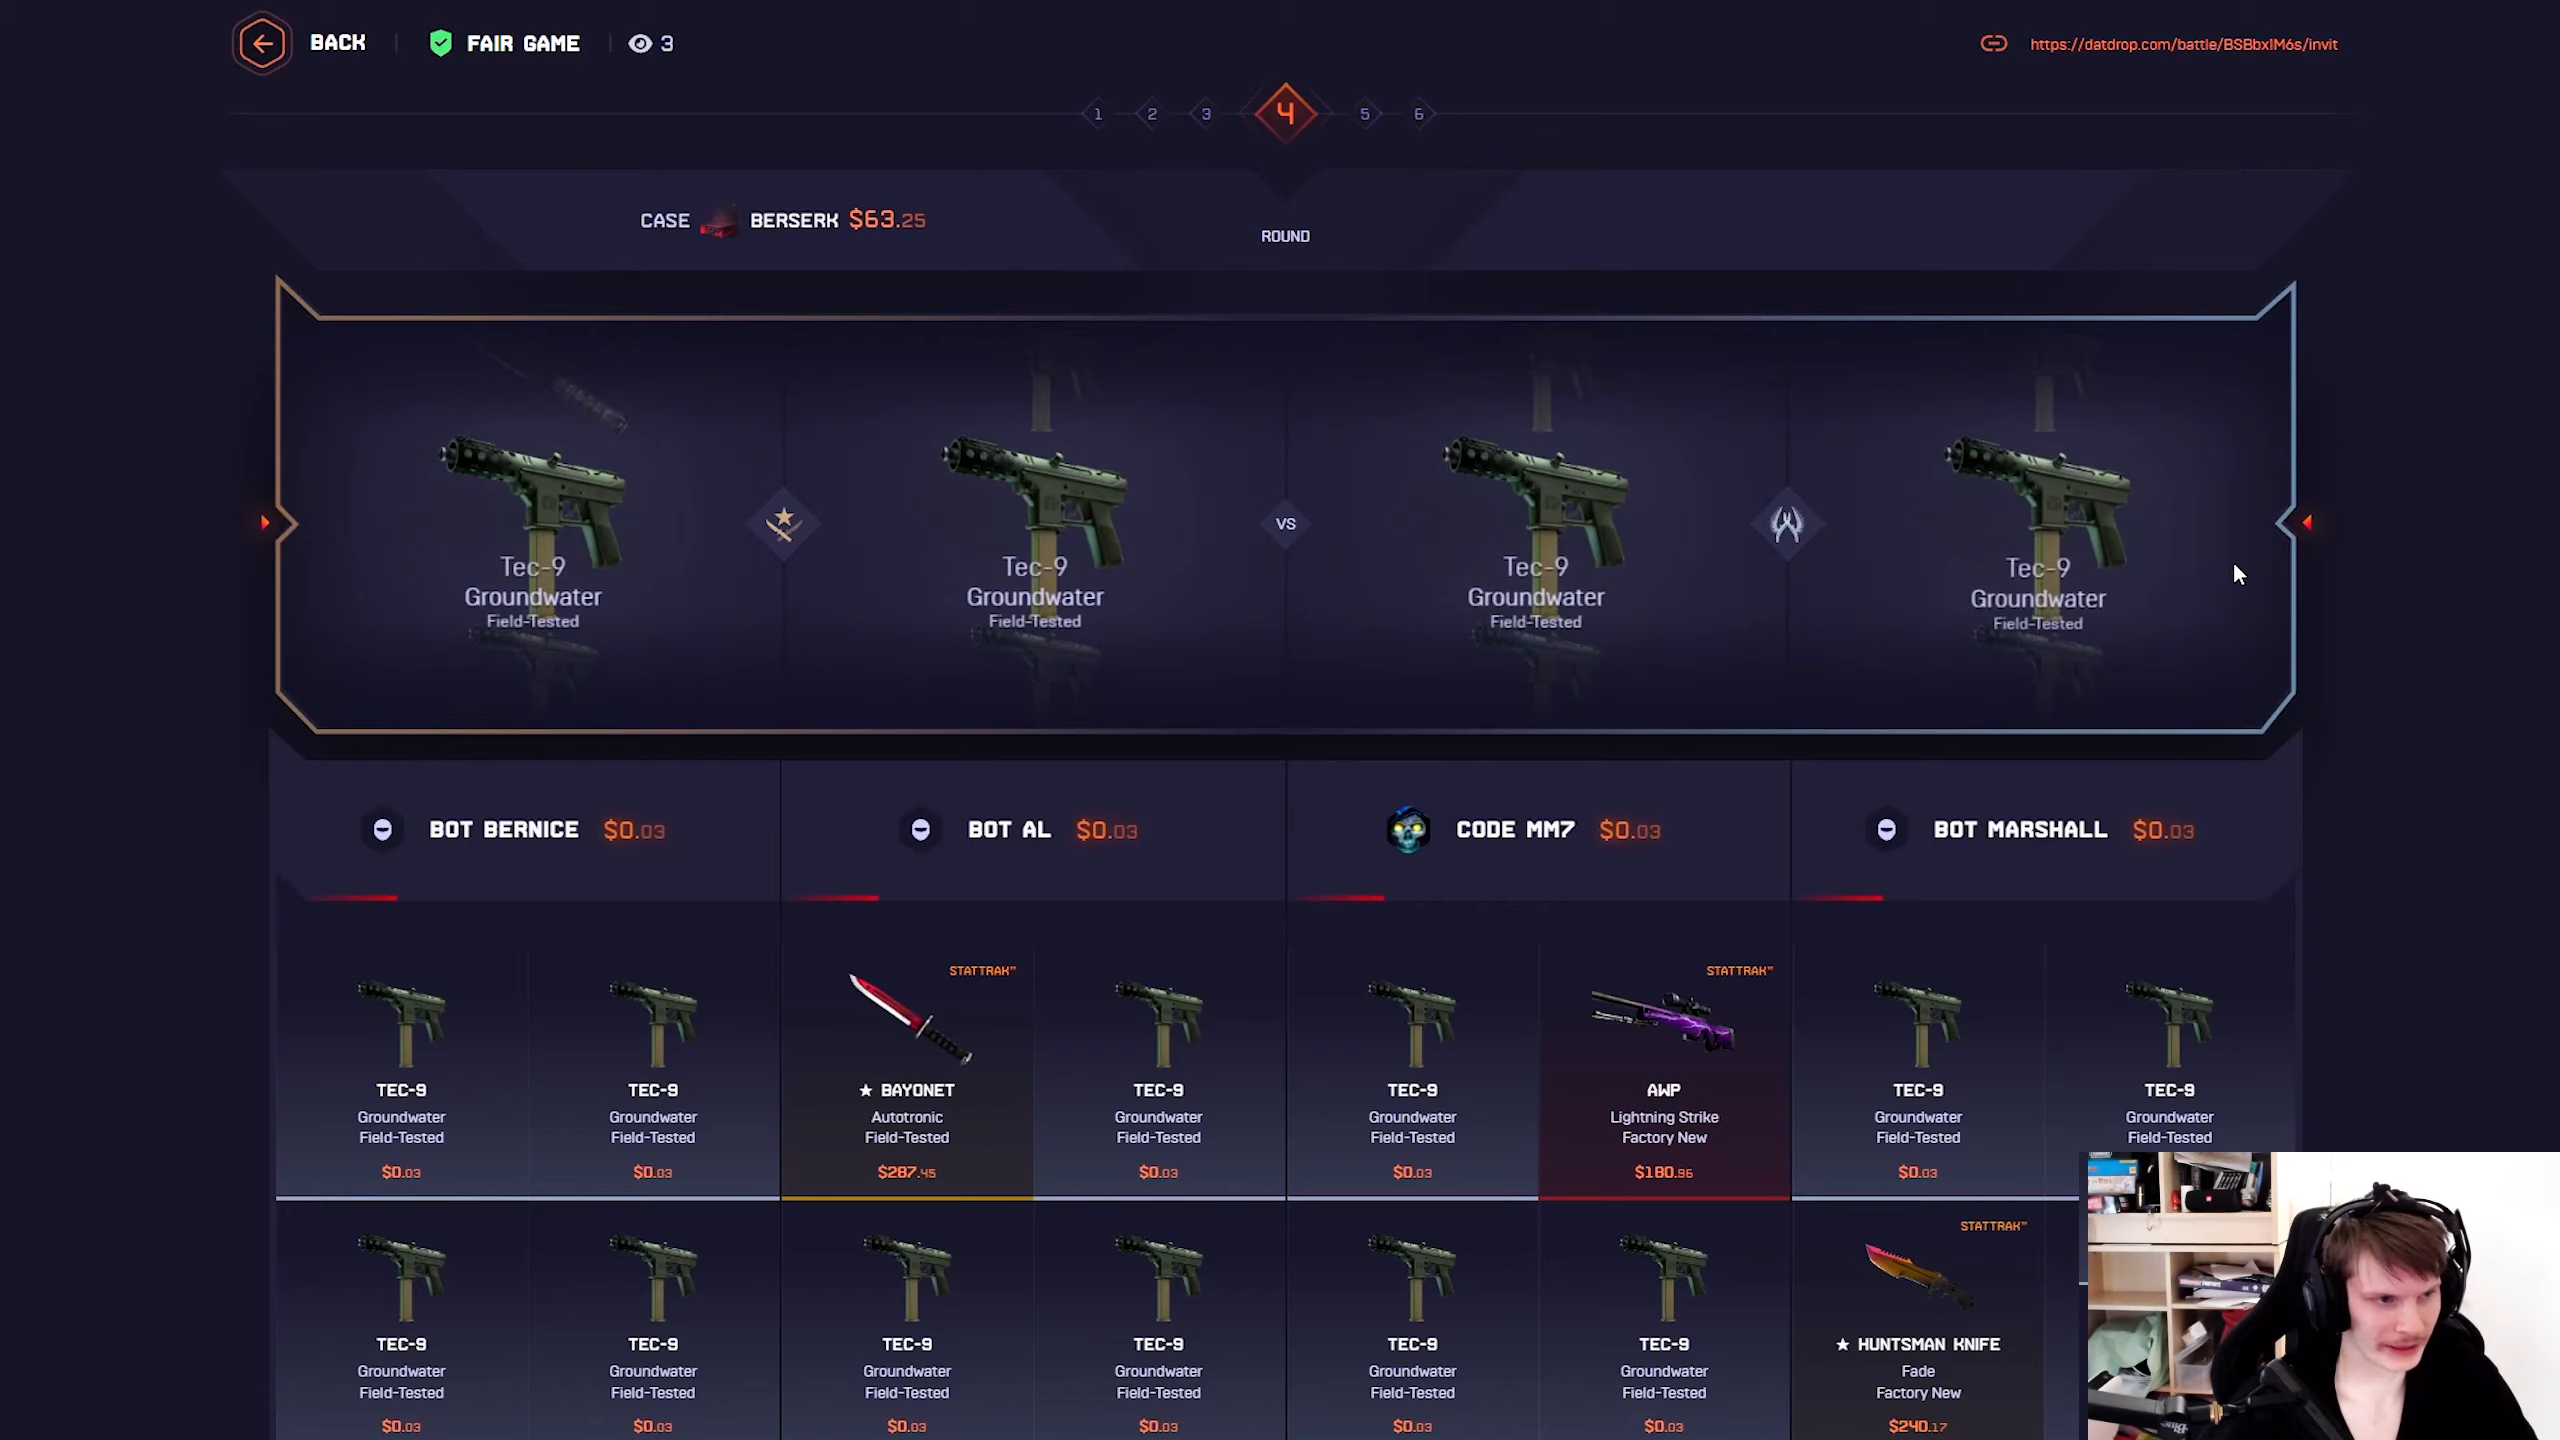 BACK
FAIR GAME
3
https://datdrop.com/battle/BSBbxlM6s/invit
1 2 3 4 5 6
CASE BERSERK $63.25
ROUND
Tec-9
Groundwater
Field-Tested
Tec-9
Groundwater
Field-Tested
VS
Tec-9
Groundwater
Field-Tested
Tec-9
Groundwater
Field-Tested
BOT BERNICE $0.03
BOT AL $0.03
CODE MM7 $0.03
BOT MARSHALL $0.03
TEC-9
Groundwater
Field-Tested
$0.03
TEC-9
Groundwater
Field-Tested
$0.03
STATTRAK™
★ BAYONET
Autotronic
Field-Tested
$287.45
TEC-9
Groundwater
Field-Tested
$0.03
TEC-9
Groundwater
Field-Tested
$0.03
STATTRAK™
AWP
Lightning Strike
Factory New
$180.96
TEC-9
Groundwater
Field-Tested
$0.03
TEC-9
Groundwater
Field-Tested
TEC-9
Groundwater
Field-Tested
$0.03
TEC-9
Groundwater
Field-Tested
$0.03
TEC-9
Groundwater
Field-Tested
$0.03
TEC-9
Groundwater
Field-Tested
$0.03
TEC-9
Groundwater
Field-Tested
$0.03
TEC-9
Groundwater
Field-Tested
$0.03
STATTRAK™
★ HUNTSMAN KNIFE
Fade
Factory New
$240.17